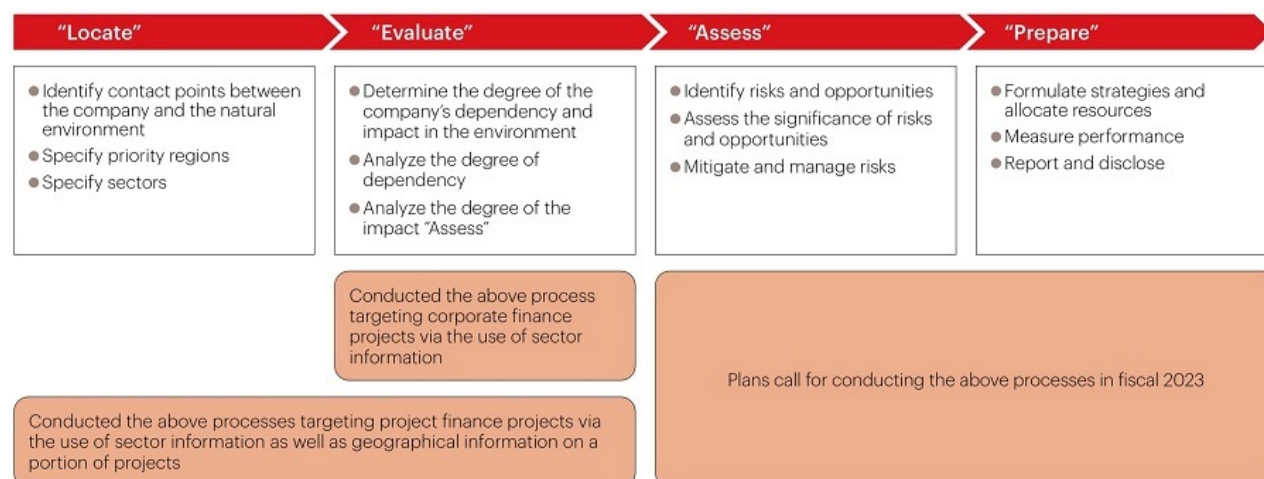 “Locate”
“Evaluate”
“Assess”
“Prepare”
● Identify contact points between
the company and the natural
environment
● Specify priority regions
● Specify sectors
● Determine the degree of the
company’s dependency and
impact in the environment
● Analyze the degree of
dependency
● Analyze the degree of the
impact “Assess”
● Identify risks and opportunities
● Assess the significance of risks
and opportunities
● Mitigate and manage risks
● Formulate strategies and
allocate resources
● Measure performance
● Report and disclose
Conducted the above process
targeting corporate finance
projects via the use of sector
information
Plans call for conducting the above processes in fiscal 2023
Conducted the above processes targeting project finance projects via
the use of sector information as well as geographical information on a
portion of projects